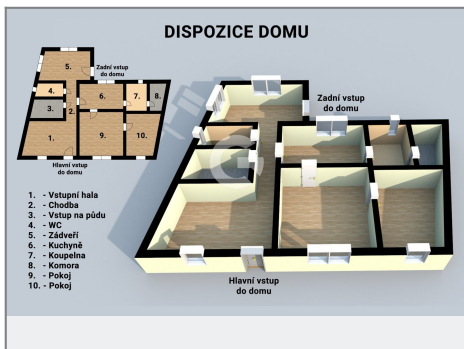 DISPOZICE DOMU
5.
Zadní vstup
do domu
4.
6.
7.
8.
3.
2.
1.
9.
10.
Hlavní vstup
do domu
Zadní vstup
do domu
G
1. - Vstupní hala
2. - Chodba
3. - Vstup na půdu
4. - WC
5. - Zádveří
6. - Kuchyně
7. - Koupelna
8. - Komora
9. - Pokoj
10. - Pokoj
Hlavní vstup
do domu